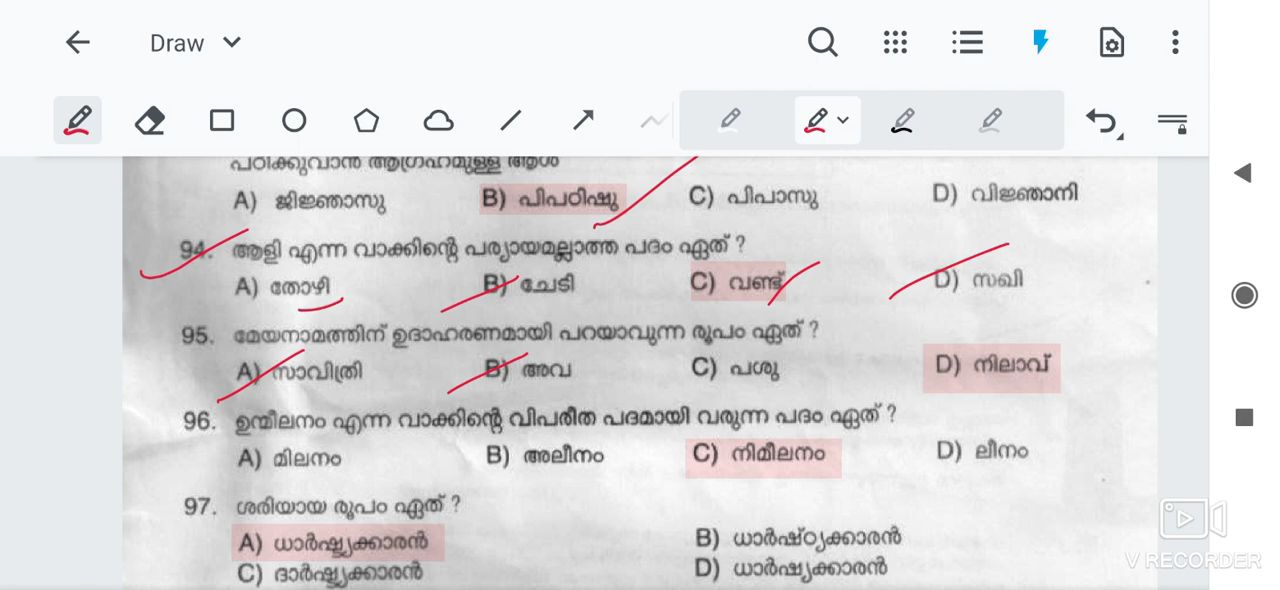 Draw
പഠിക്കുവാൻ ആഗ്രഹമുള്ള ആൾ
A) ജിജ്ഞാസു B) പിപഠിഷു C) പിപാസു D) വിജ്ഞാനി
94. ആളി എന്ന വാക്കിന്റെ പര്യായമല്ലാത്ത പദം ഏത് ?
A) തോഴി B) ചേടി C) വണ്ട് D) സഖി
95. മേയനാമത്തിന് ഉദാഹരണമായി പറയാവുന്ന രൂപം ഏത് ?
A) സാവിത്രി B) അവ C) പശു D) നിലാവ്
96. ഉന്മീലനം എന്ന വാക്കിന്റെ വിപരീത പദമായി വരുന്ന പദം ഏത് ?
A) മിലനം B) അലീനം C) നിമീലനം D) ലീനം
97. ശരിയായ രൂപം ഏത് ?
A) ധാർഷ്ട്യക്കാരൻ B) ധാർഷ്ഠ്യക്കാരൻ
C) ദാർഷ്ട്യക്കാരൻ D) ധാർഷ്യക്കാരൻ
V RECORDER